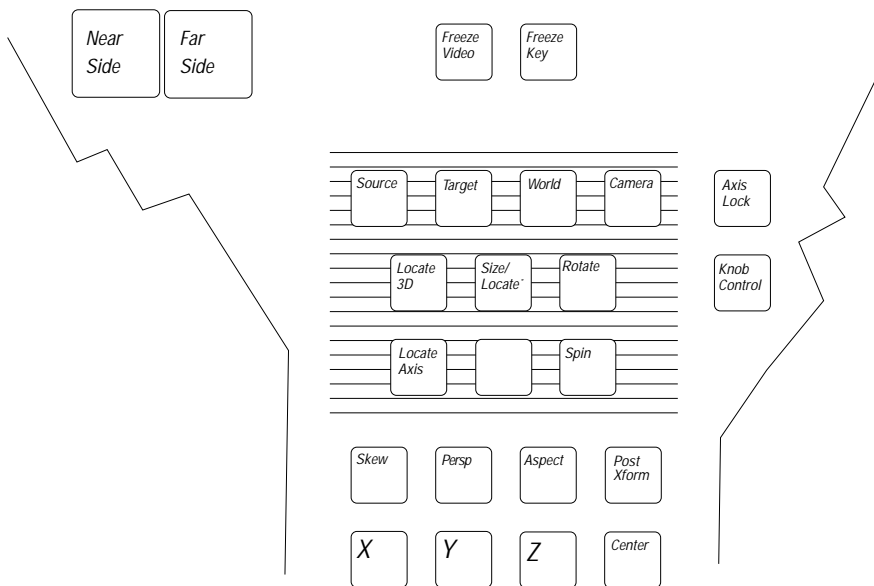 Near
Side
Far
Side
Freeze
Video
Freeze
Key
Source
Target
World
Camera
Axis
Lock
Locate
3D
Size/
Locate*
Rotate
Knob
Control
Locate
Axis
Spin
Skew
Persp
Aspect
Post
Xform
X
Y
Z
Center